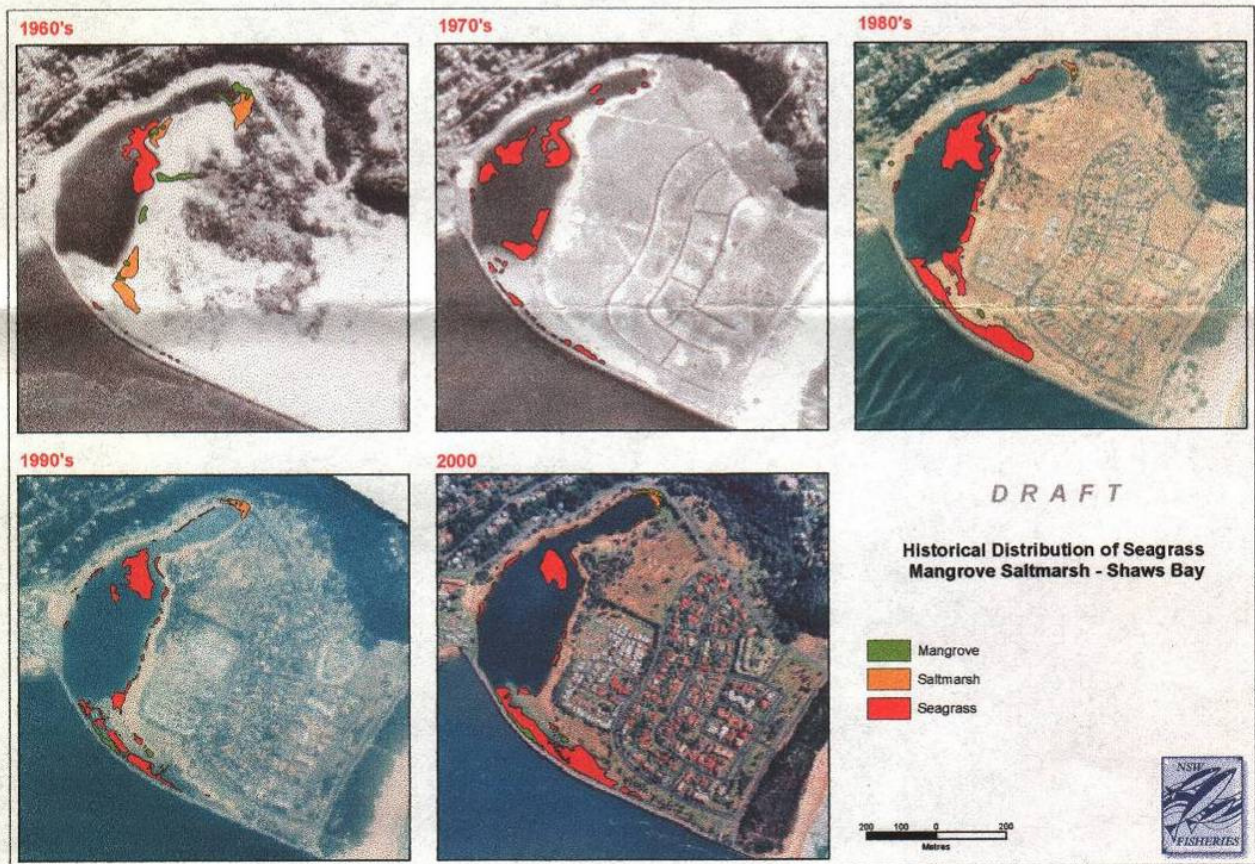 1960's
1970's
1980's
1990's
2000
DRAFT
Historical Distribution of Seagrass
Mangrove Saltmarsh - Shaws Bay
Mangrove
Saltmarsh
Seagrass
200 100 0 200
Metres
NSW
FISHERIES